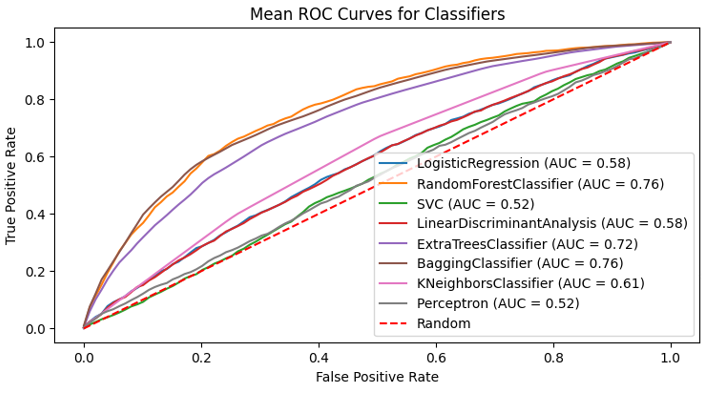 Mean ROC Curves for Classifiers
True Positive Rate
1.0
0.8
0.6
0.4
0.2
0.0
LogisticRegression (AUC = 0.58)
RandomForestClassifier (AUC = 0.76)
SVC (AUC = 0.52)
LinearDiscriminantAnalysis (AUC = 0.58)
ExtraTreesClassifier (AUC = 0.72)
BaggingClassifier (AUC = 0.76)
KNeighborsClassifier (AUC = 0.61)
Perceptron (AUC = 0.52)
Random
0.0 0.2 0.4 0.6 0.8 1.0
False Positive Rate